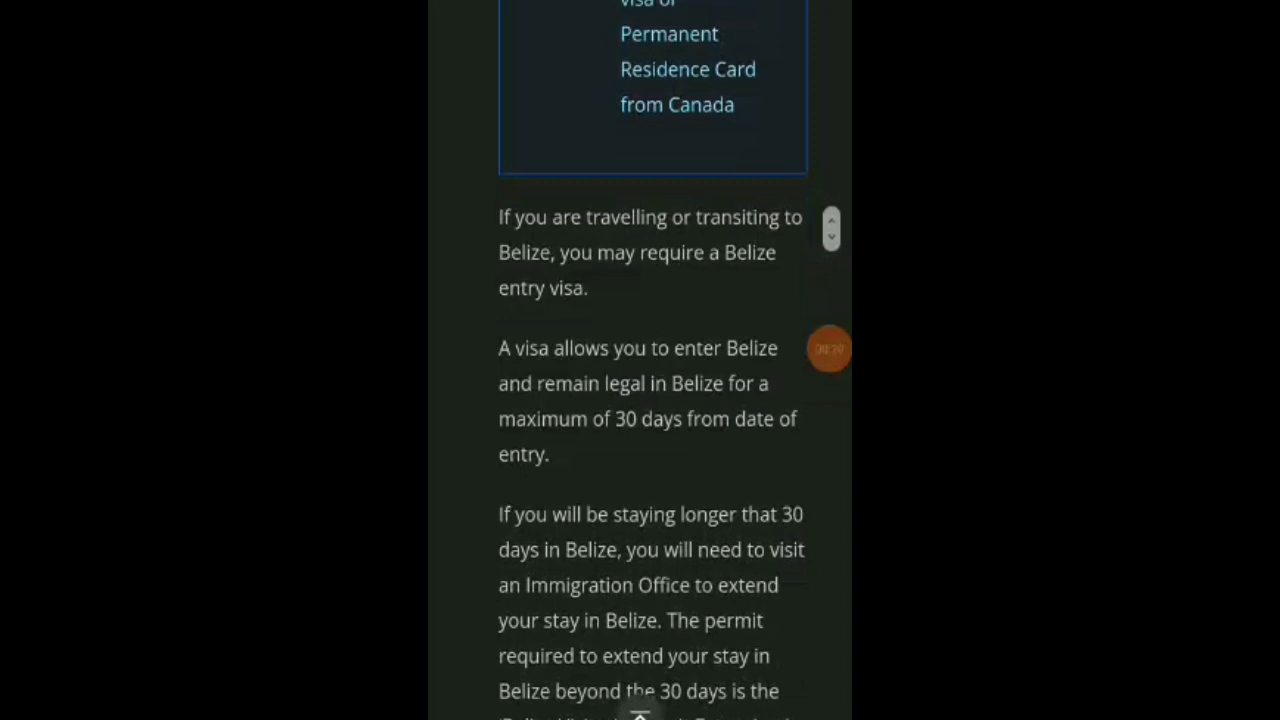 visa or
Permanent
Residence Card
from Canada
If you are travelling or transiting to
Belize, you may require a Belize
entry visa.
A visa allows you to enter Belize
and remain legal in Belize for a
maximum of 30 days from date of
entry.
If you will be staying longer that 30
days in Belize, you will need to visit
an Immigration Office to extend
your stay in Belize. The permit
required to extend your stay in
Belize beyond the 30 days is the